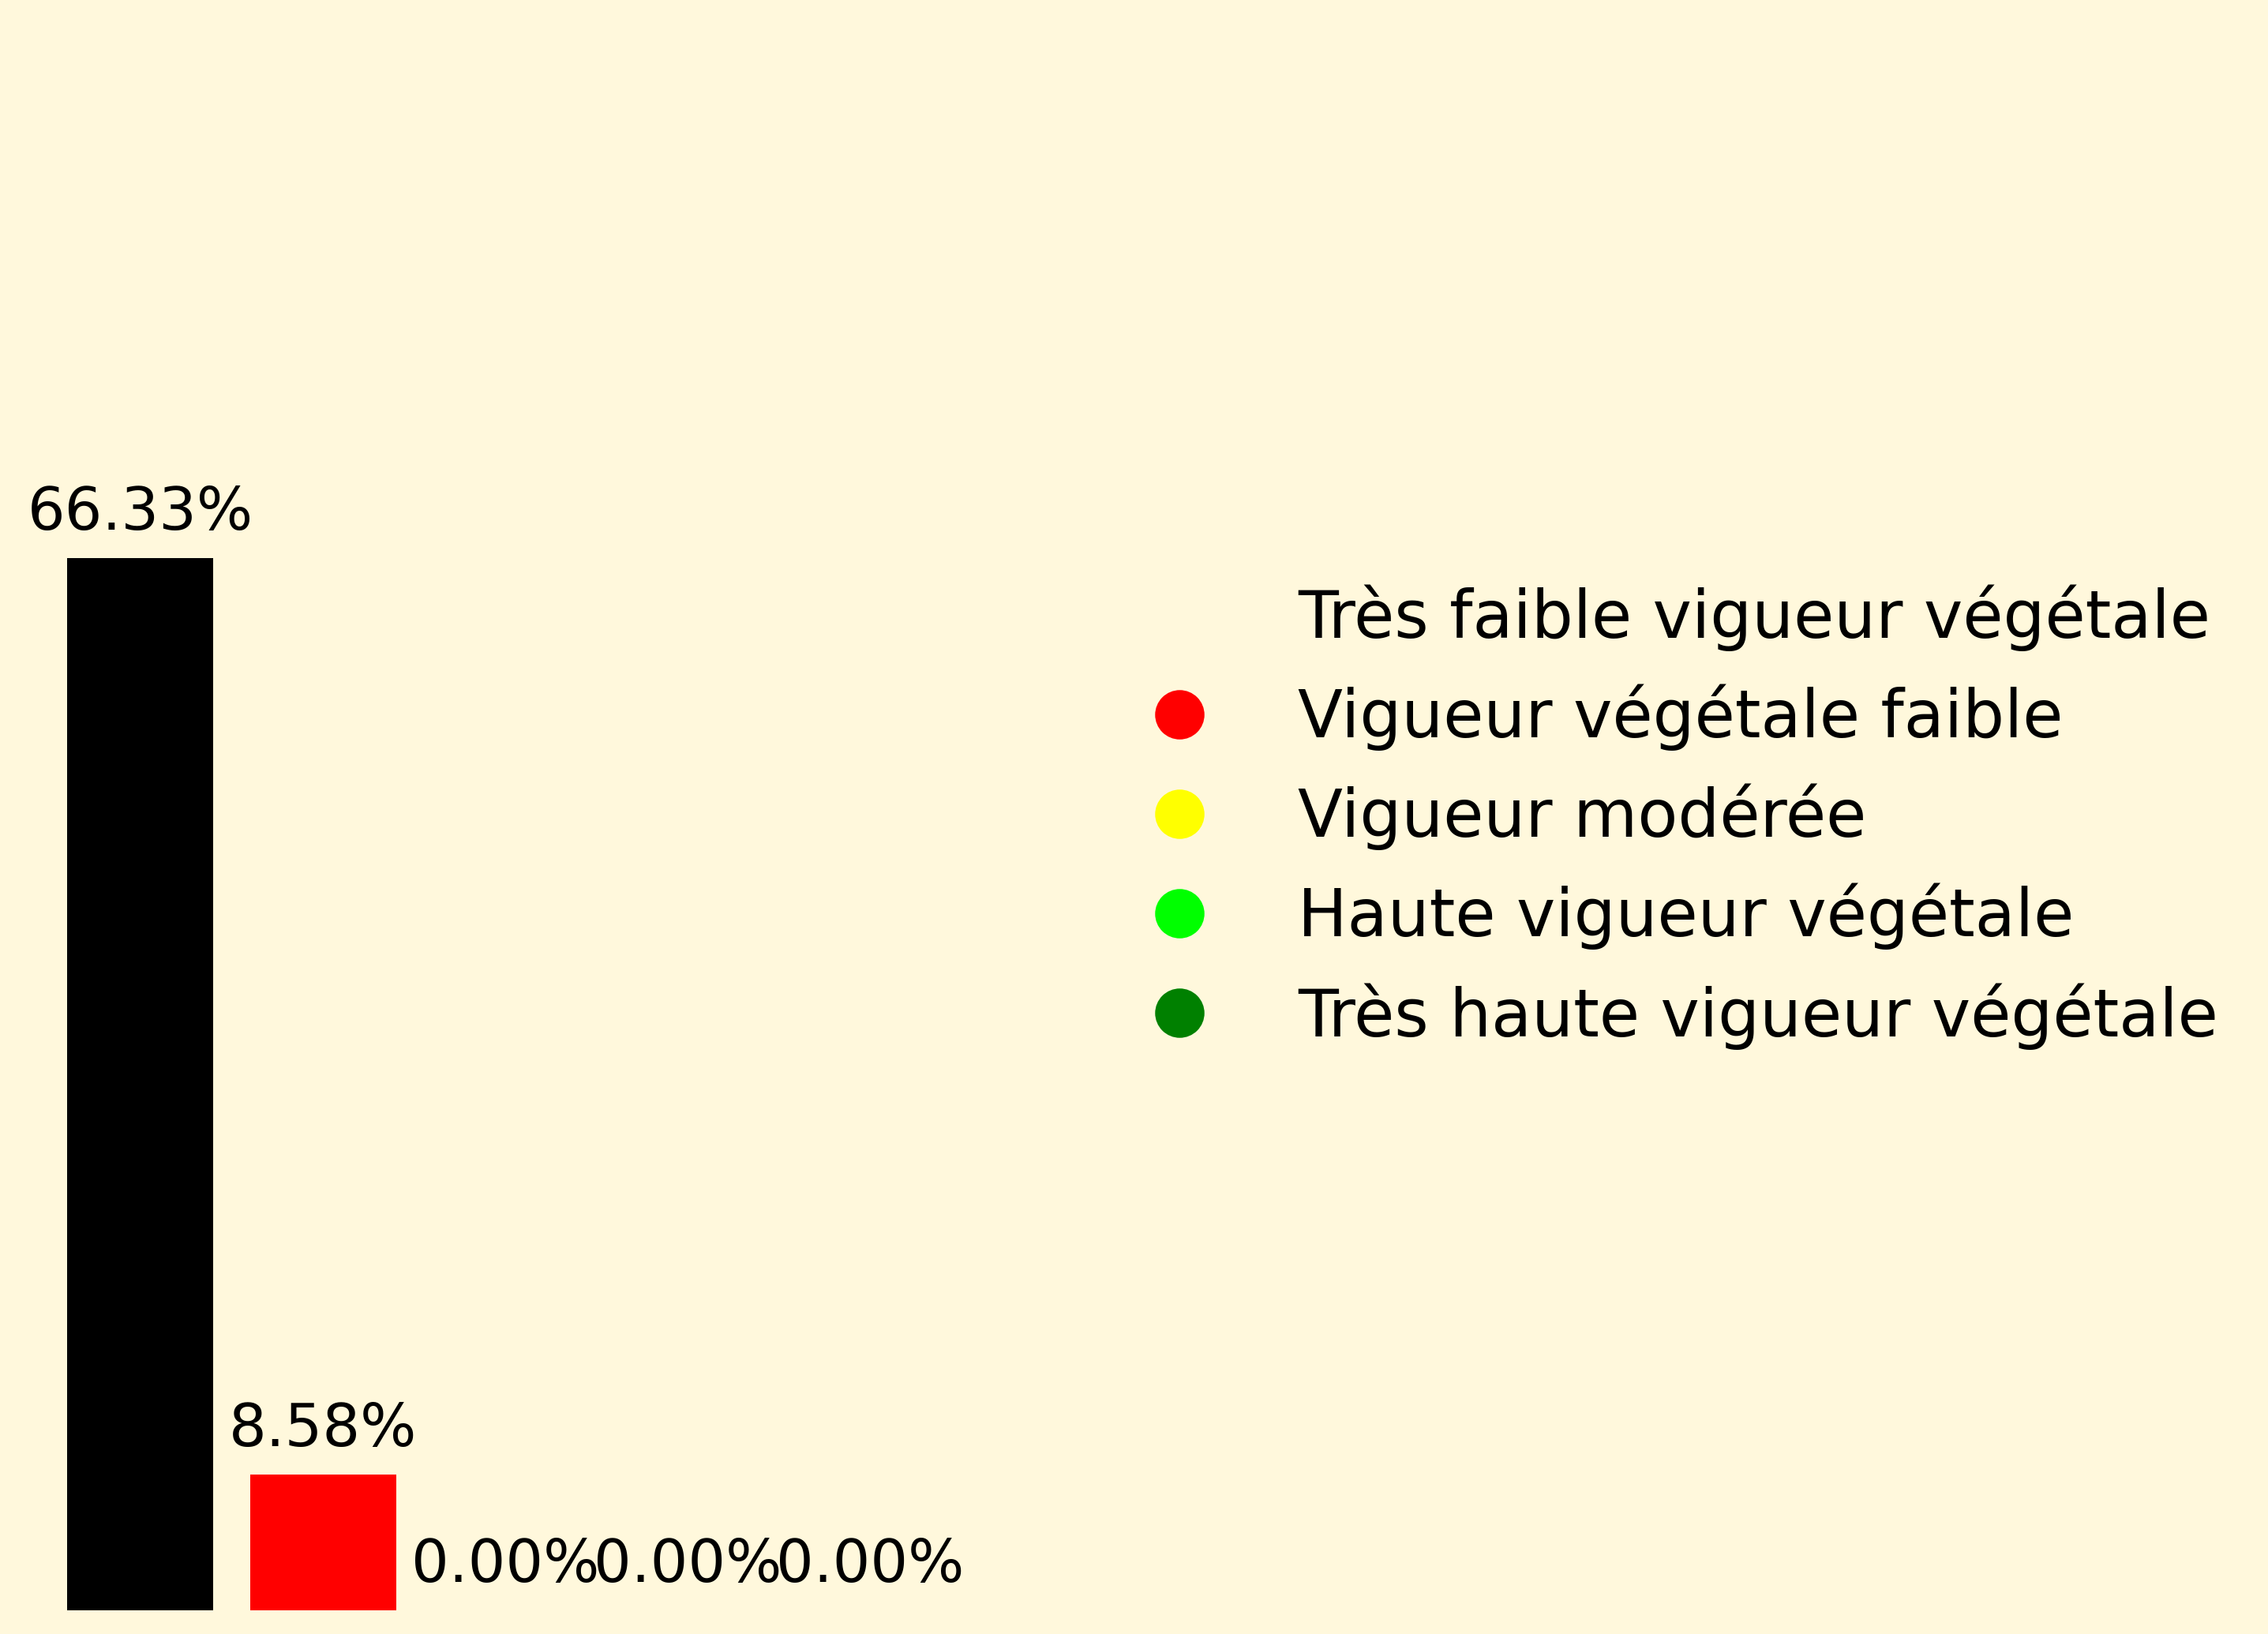 66.33%
Très faible vigueur végétale
Vigueur végétale faible
Vigueur modérée
Haute vigueur végétale
Très haute vigueur végétale
8.58%
0.00%0.00%0.00%